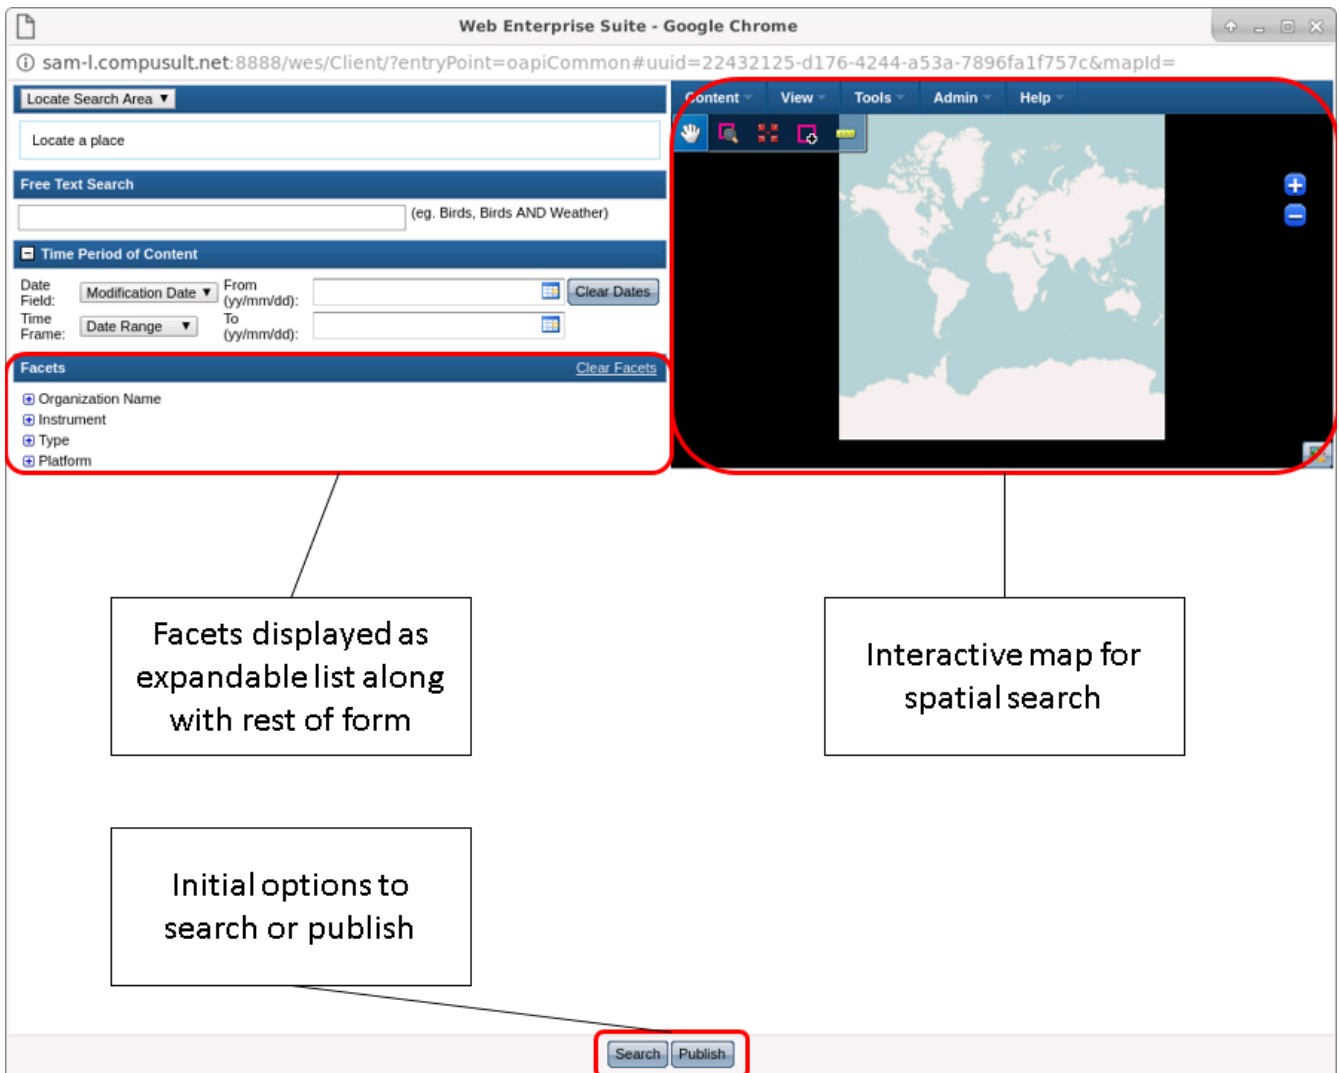 Web Enterprise Suite - Google Chrome
sam-l.compusult.net:8888/wes/Client/?entryPoint=oapiCommon#uuid=22432125-d176-4244-a53a-7896fa1f757c&mapId=
Locate Search Area
Content View Tools Admin Help
Locate a place
Free Text Search
(eg. Birds, Birds AND Weather)
Time Period of Content
Date Field: Modification Date From (yy/mm/dd): Clear Dates
Time Frame: Date Range To (yy/mm/dd):
Facets Clear Facets
Organization Name
Instrument
Type
Platform
Facets displayed as
expandable list along
with rest of form
Interactive map for
spatial search
Initial options to
search or publish
Search Publish